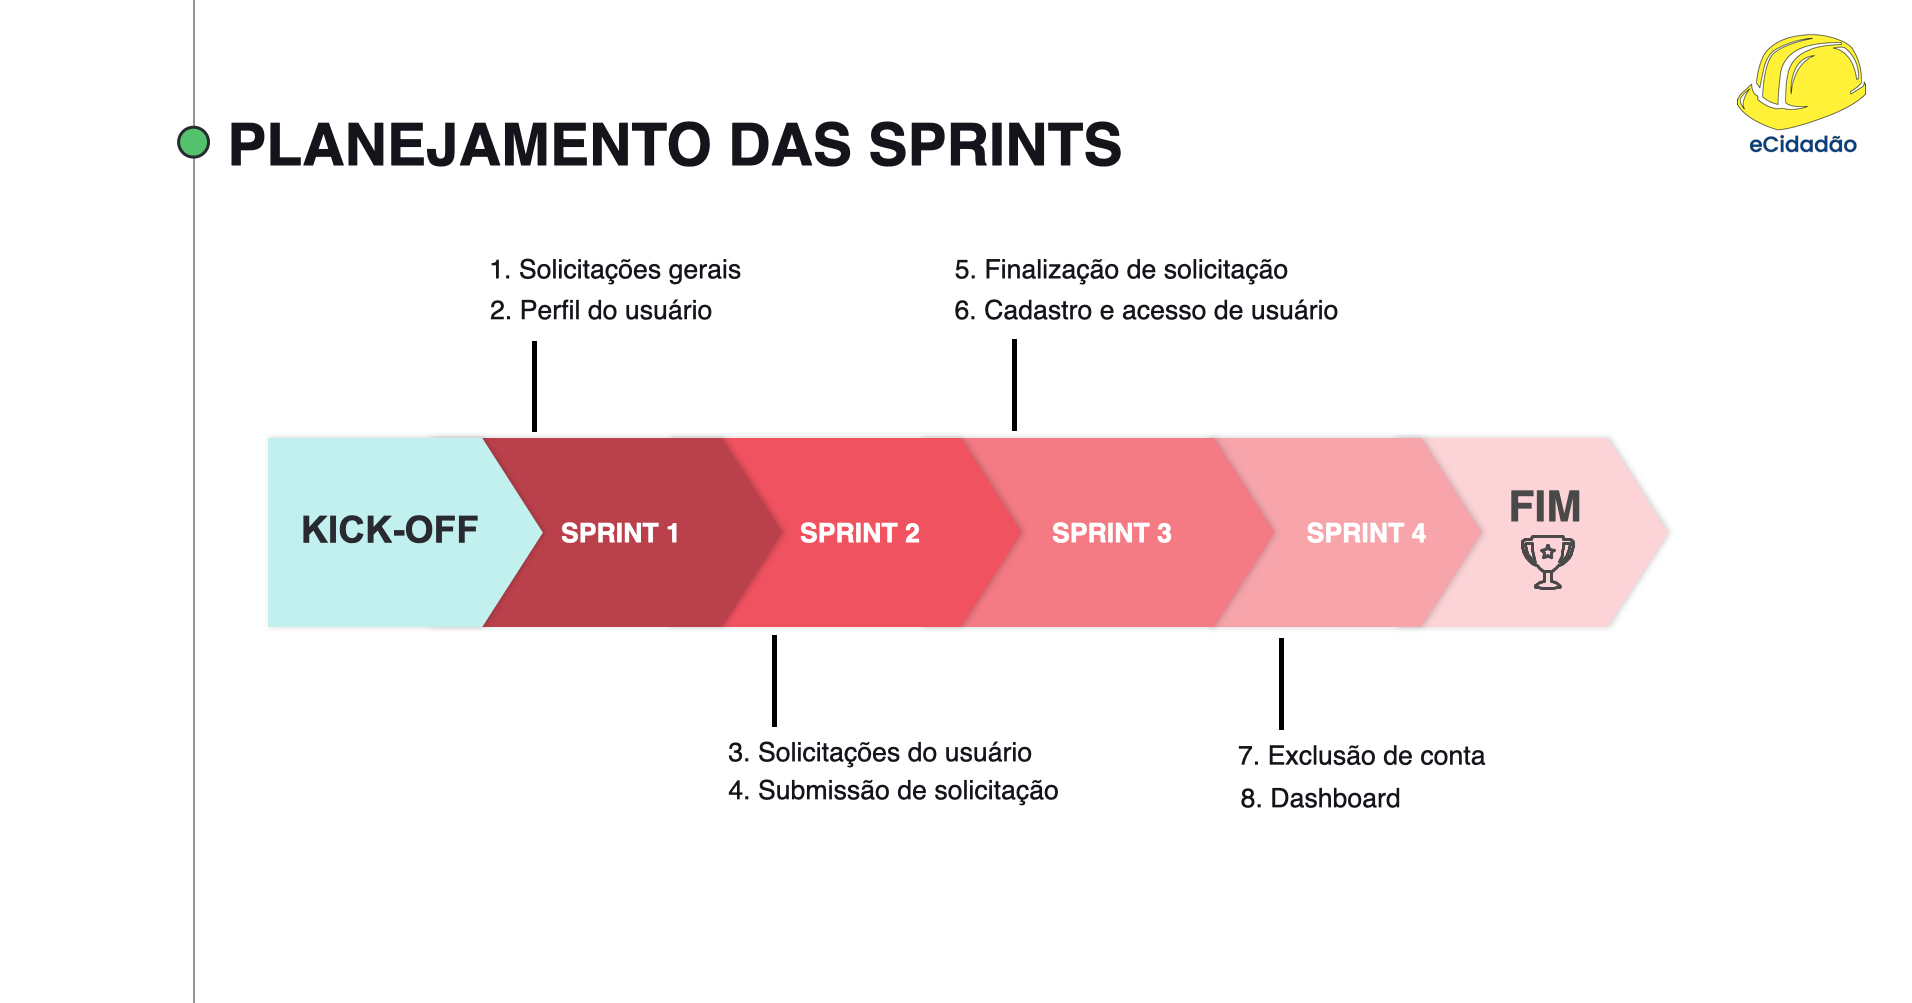 eCidadão
PLANEJAMENTO DAS SPRINTS
1. Solicitações gerais
2. Perfil do usuário
5. Finalização de solicitação
6. Cadastro e acesso de usuário
KICK-OFF
SPRINT 1
SPRINT 2
SPRINT 3
SPRINT 4
FIM
3. Solicitações do usuário
4. Submissão de solicitação
7. Exclusão de conta
8. Dashboard